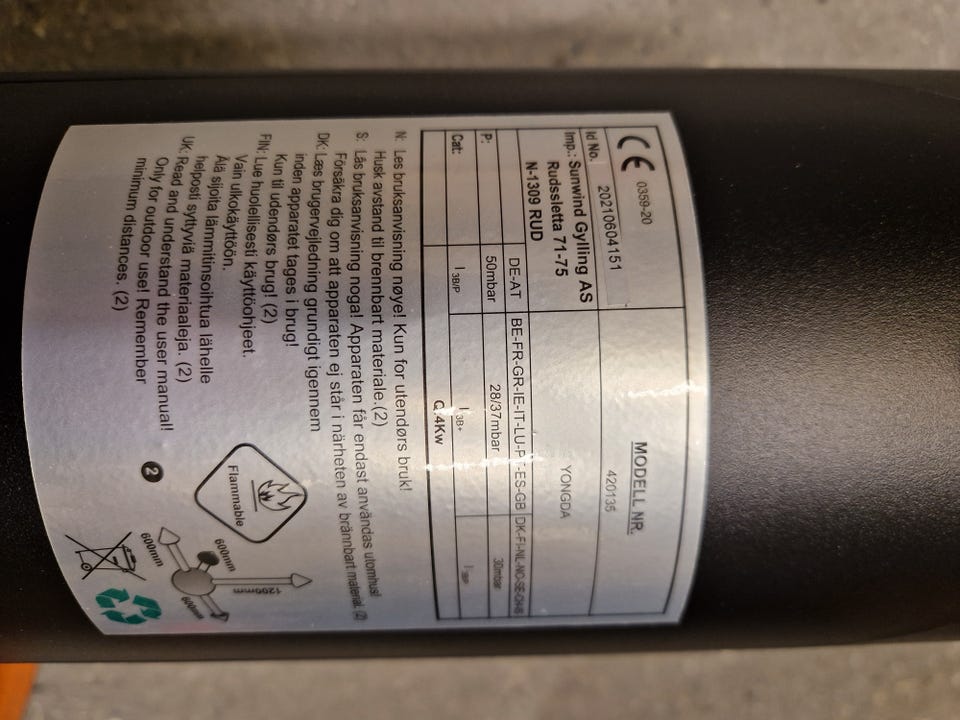 CE 0359-20
Id No. 20210604151
MODELL NR.
420135
Imp.: Sunwind Gylling AS
Rudssletta 71-75
N-1309 RUD
YONGDA
DE-AT BE-FR-GR-IE-IT-LU-PT-ES-GB DK-FI-NL-NO-SE-CH-IS
P: 50mbar 28/37mbar 30mbar
Cat: I 3B/P I 3B+ I 3B/P
Q:4Kw
N: Les bruksanvisning nøye! Kun for utendørs bruk!
Husk avstand til brennbart materiale.(2)
S: Läs bruksanvisning noga! Apparaten får endast användas utomhus!
Försäkra dig om att apparaten ej står i närheten av brännbart material. (2)
DK: Læs brugervejledning grundigt igennem
inden apparatet tages i brug!
Kun til udendørs brug! (2)
FIN: Lue huolellisesti käyttöohjeet.
Vain ulkokäyttöön.
Älä sijoita lämmitinsoihtua lähelle
helposti syttyviä materiaaleja. (2)
UK: Read and understand the user manual!
Only for outdoor use! Remember
minimum distances. (2)
Flammable
2
600mm
1200mm
600mm
600mm